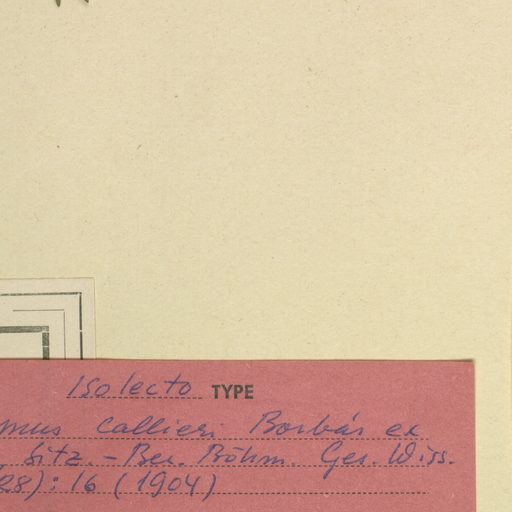 Isolecto TYPE
mus Callieri Borbás ex
Sitz.-Ber. Böhm. Ges. Wiss.
28): 16 (1904)